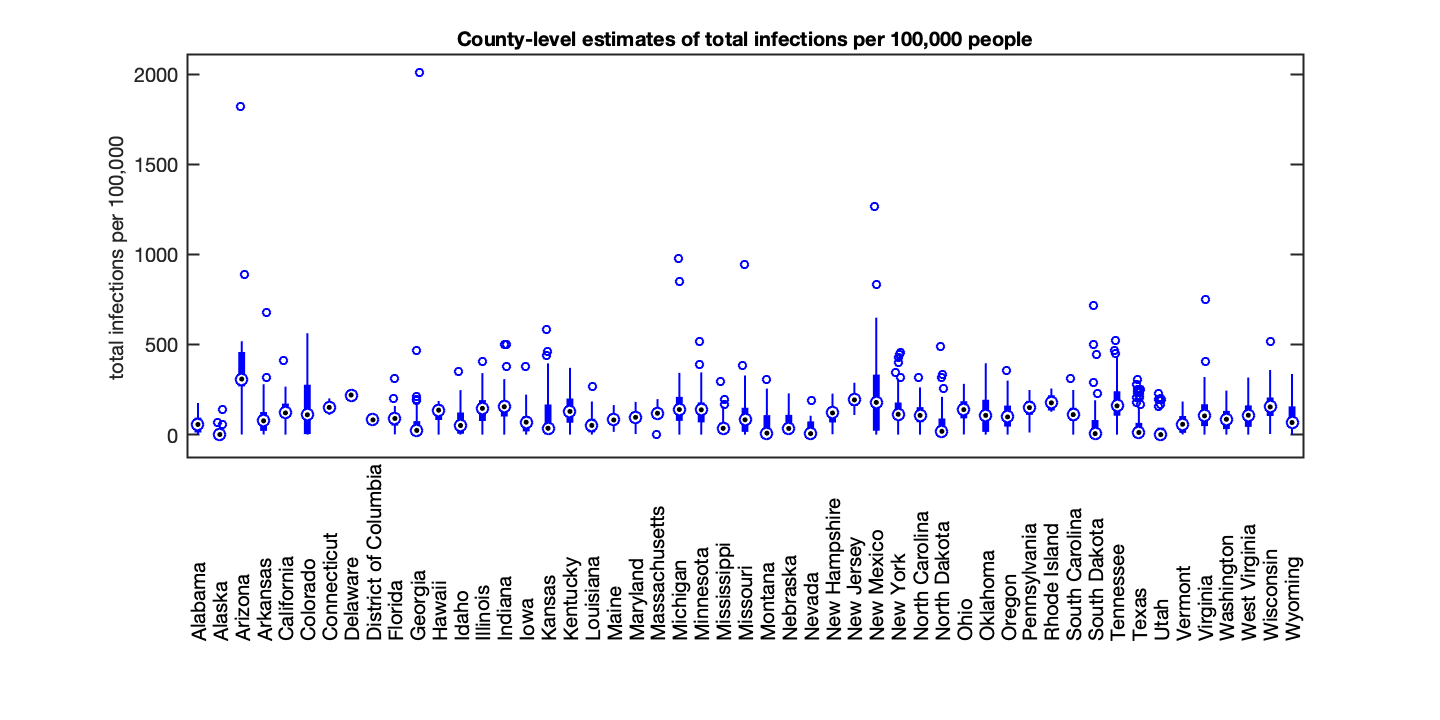 County-level estimates of total infections per 100,000 people
total infections per 100,000
2000
1500
1000
500
0
Alabama
Alaska
Arizona
Arkansas
California
Colorado
Connecticut
Delaware
District of Columbia
Florida
Georgia
Hawaii
Idaho
Illinois
Indiana
Iowa
Kansas
Kentucky
Louisiana
Maine
Maryland
Massachusetts
Michigan
Minnesota
Mississippi
Missouri
Montana
Nebraska
Nevada
New Hampshire
New Jersey
New Mexico
New York
North Carolina
North Dakota
Ohio
Oklahoma
Oregon
Pennsylvania
Rhode Island
South Carolina
South Dakota
Tennessee
Texas
Utah
Vermont
Virginia
Washington
West Virginia
Wisconsin
Wyoming